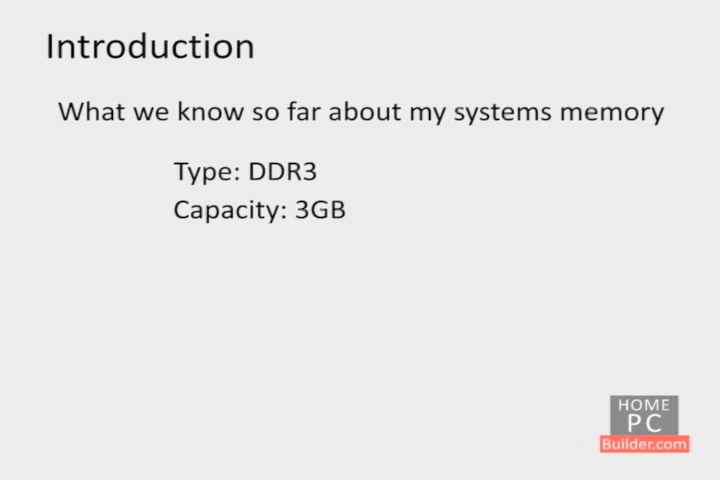 Introduction
What we know so far about my systems memory
Type: DDR3
Capacity: 3GB
HOME
PC
Builder.com